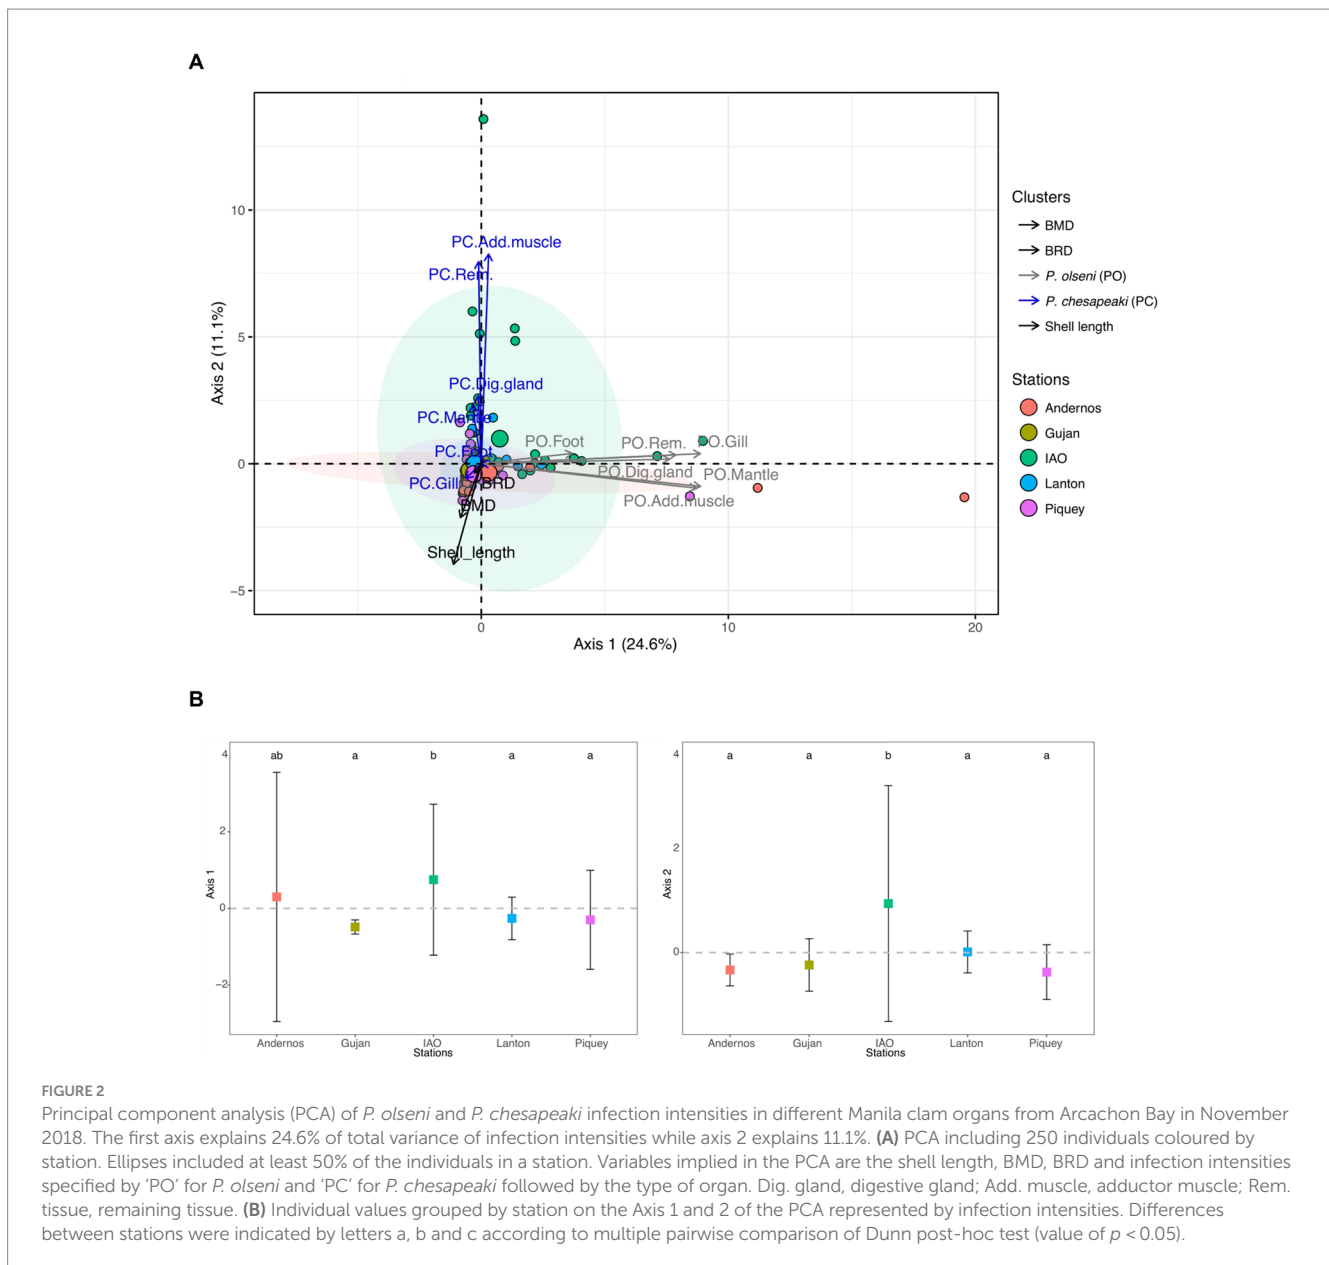 A
PC.Add.muscle
PC.Rem.
PC.Dig.gland
PC.Mantle
PC.Foot
PC.Gill
PO.Foot
PO.Rem.
PO.Gill
PO.Dig.gland
PO.Mantle
PO.Add.muscle
BRD
BMD
Shell_length
10
5
0
−5
Axis 2 (11.1%)
0
10
20
Axis 1 (24.6%)
Clusters
BMD
BRD
P. olseni (PO)
P. chesapeaki (PC)
Shell length
Stations
Andernos
Gujan
IAO
Lanton
Piquey
B
4
2
0
−2
Axis 1
ab
a
b
a
a
Andernos
Gujan
IAO
Lanton
Piquey
Stations
4
2
0
Axis 2
a
a
b
a
a
Andernos
Gujan
IAO
Lanton
Piquey
Stations
FIGURE 2
Principal component analysis (PCA) of P. olseni and P. chesapeaki infection intensities in different Manila clam organs from Arcachon Bay in November
2018. The first axis explains 24.6% of total variance of infection intensities while axis 2 explains 11.1%. (A) PCA including 250 individuals coloured by
station. Ellipses included at least 50% of the individuals in a station. Variables implied in the PCA are the shell length, BMD, BRD and infection intensities
specified by ‘PO’ for P. olseni and ‘PC’ for P. chesapeaki followed by the type of organ. Dig. gland, digestive gland; Add. muscle, adductor muscle; Rem.
tissue, remaining tissue. (B) Individual values grouped by station on the Axis 1 and 2 of the PCA represented by infection intensities. Differences
between stations were indicated by letters a, b and c according to multiple pairwise comparison of Dunn post-hoc test (value of p < 0.05).